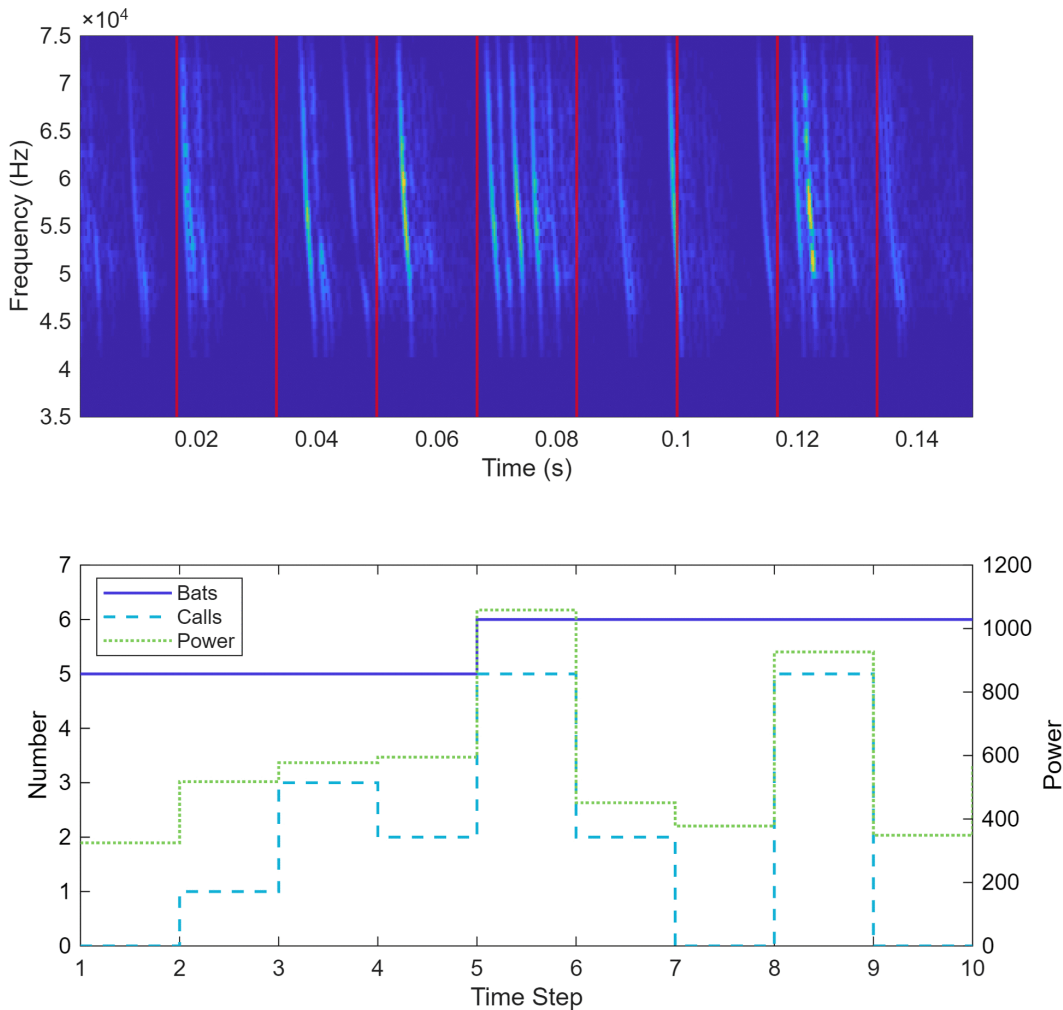 ×10⁴
7.5
7
6.5
6
5.5
5
4.5
4
3.5
Frequency (Hz)
0.02 0.04 0.06 0.08 0.1 0.12 0.14
Time (s)
7
6
5
4
3
2
1
0
Number
Bats
Calls
Power
1200
1000
800
600
400
200
0
Power
1 2 3 4 5 6 7 8 9 10
Time Step